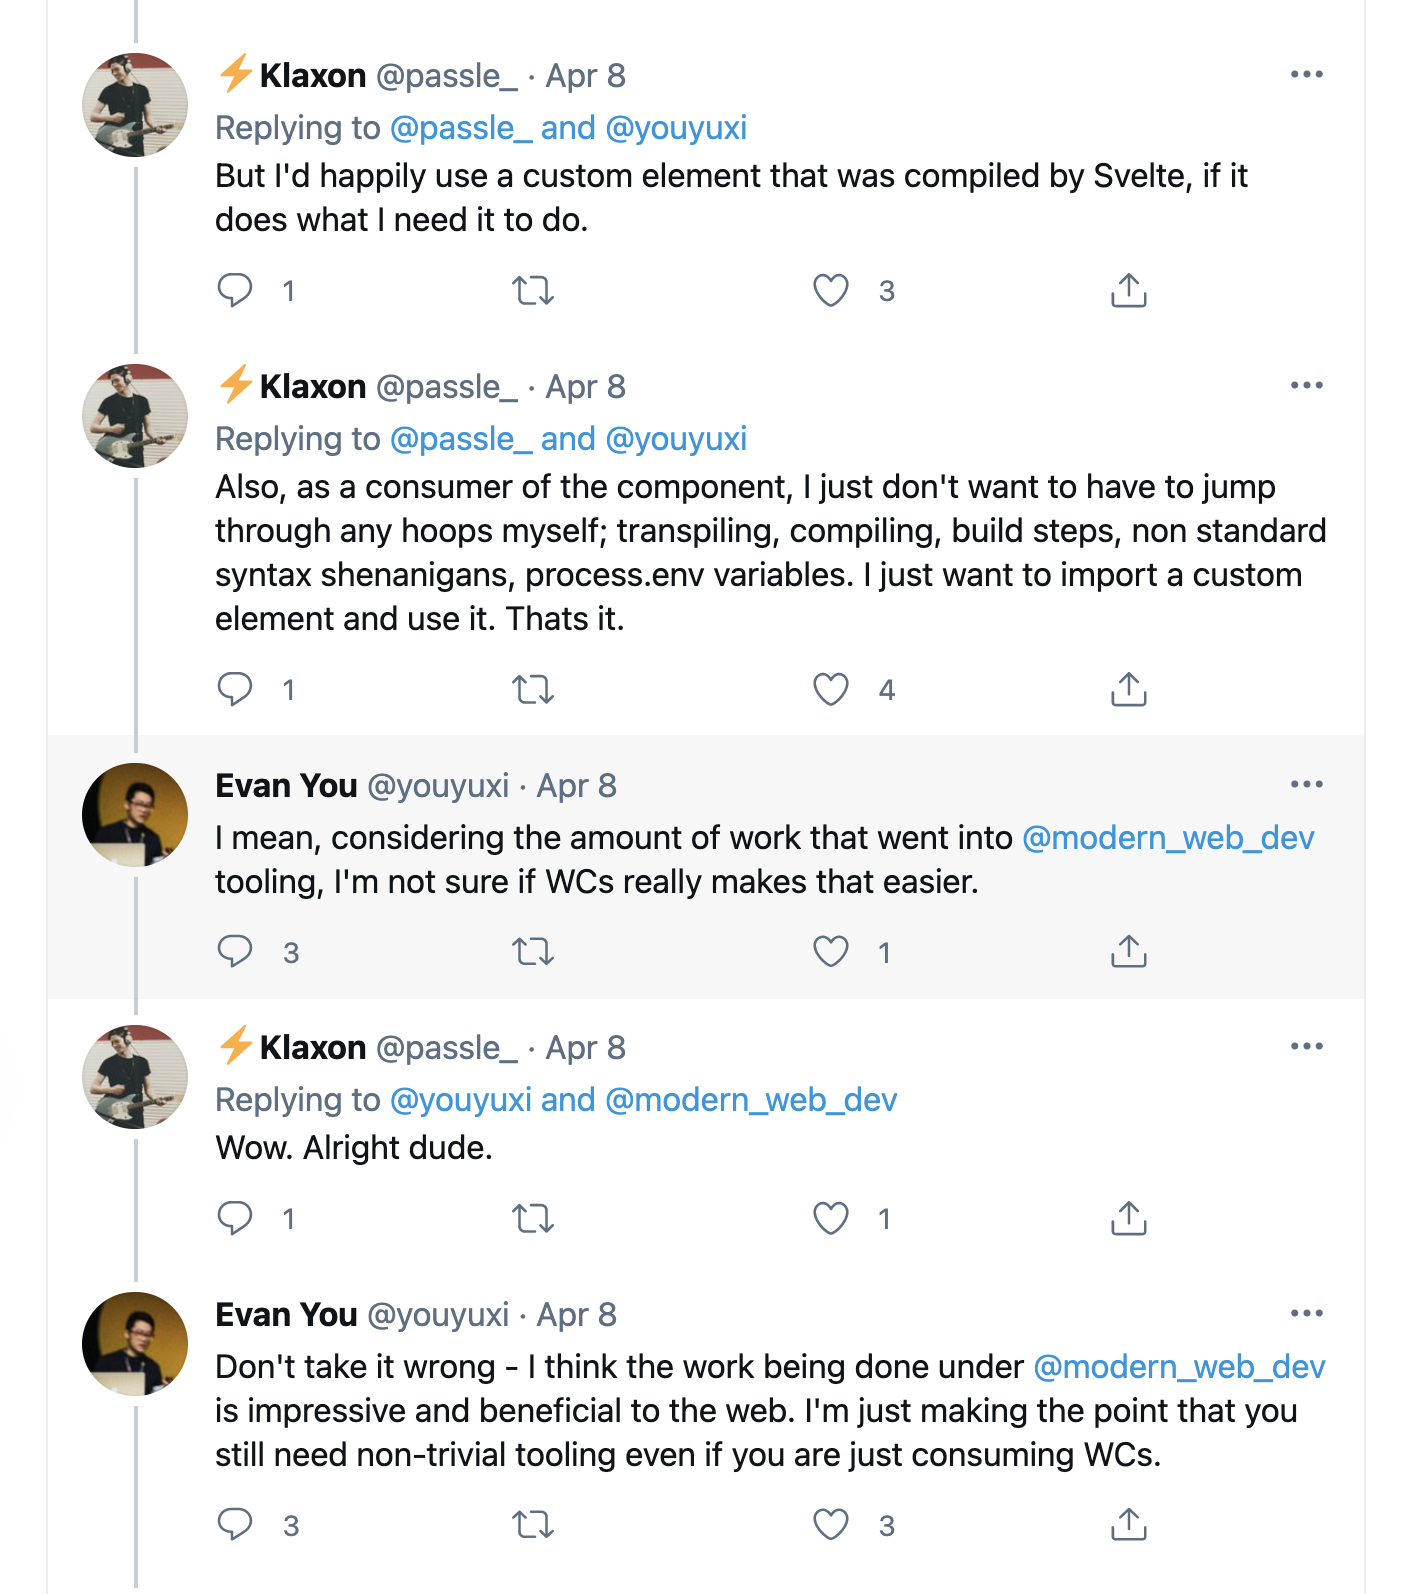 ⚡Klaxon @passle_ · Apr 8
Replying to @passle_ and @youyuxi
But I'd happily use a custom element that was compiled by Svelte, if it
does what I need it to do.
1 3
⚡Klaxon @passle_ · Apr 8
Replying to @passle_ and @youyuxi
Also, as a consumer of the component, I just don't want to have to jump
through any hoops myself; transpiling, compiling, build steps, non standard
syntax shenanigans, process.env variables. I just want to import a custom
element and use it. Thats it.
1 4
Evan You @youyuxi · Apr 8
I mean, considering the amount of work that went into @modern_web_dev
tooling, I'm not sure if WCs really makes that easier.
3 1
⚡Klaxon @passle_ · Apr 8
Replying to @youyuxi and @modern_web_dev
Wow. Alright dude.
1 1
Evan You @youyuxi · Apr 8
Don't take it wrong - I think the work being done under @modern_web_dev
is impressive and beneficial to the web. I'm just making the point that you
still need non-trivial tooling even if you are just consuming WCs.
3 3